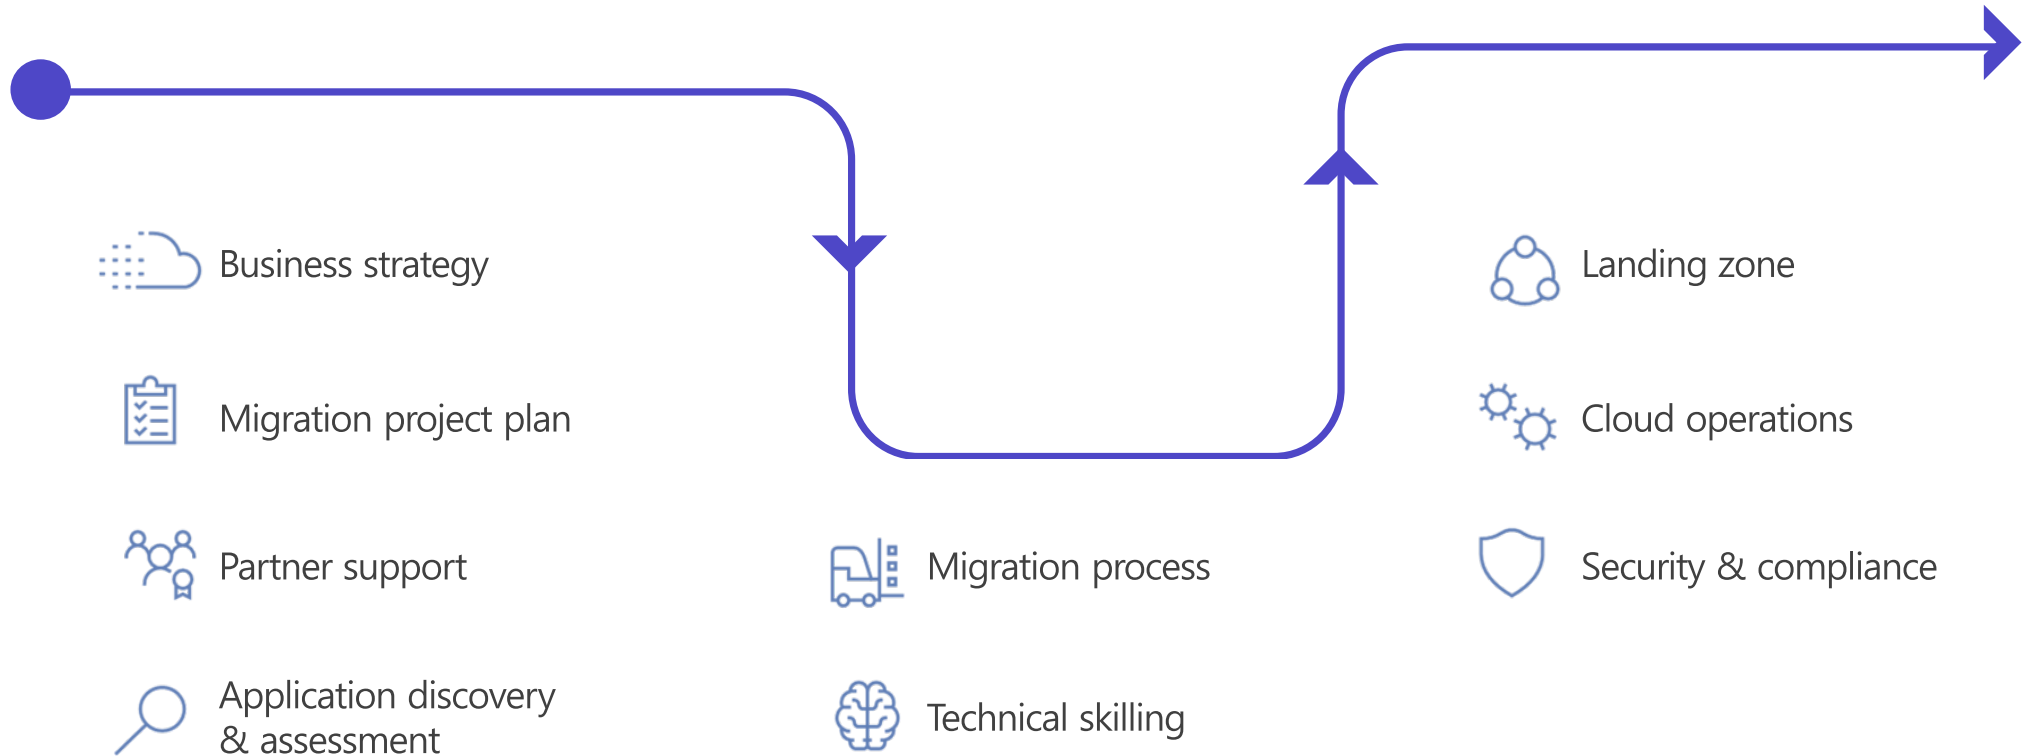 Business strategy
Migration project plan
Partner support
Application discovery
& assessment
Migration process
Technical skilling
Landing zone
Cloud operations
Security & compliance